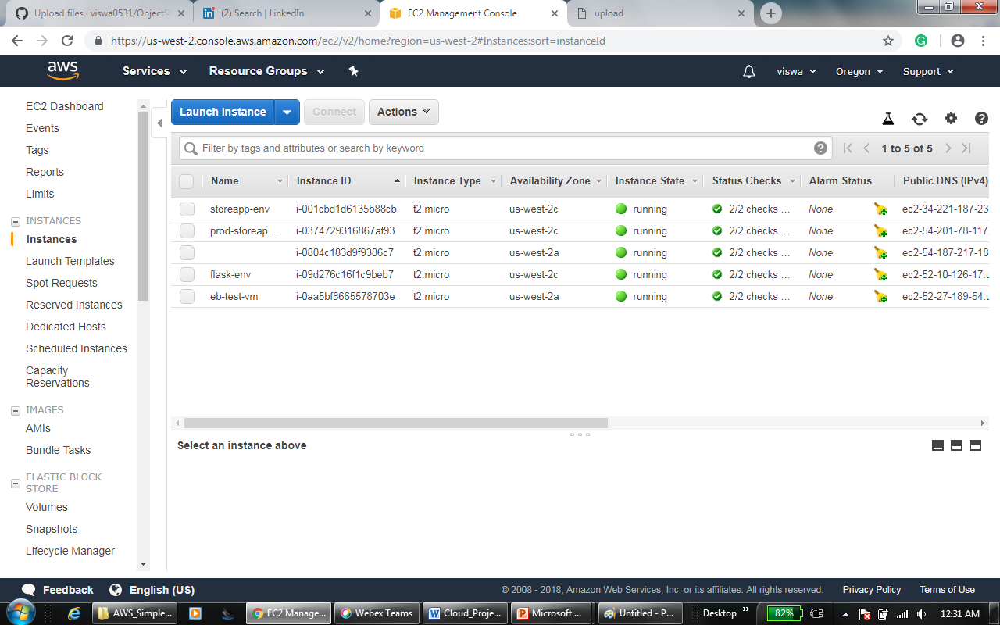 Upload files · viswa0531/ObjectS
(2) Search | LinkedIn
EC2 Management Console
upload
https://us-west-2.console.aws.amazon.com/ec2/v2/home?region=us-west-2#Instances:sort=instanceId
aws
Services
Resource Groups
viswa
Oregon
Support
EC2 Dashboard
Events
Tags
Reports
Limits
INSTANCES
Instances
Launch Templates
Spot Requests
Reserved Instances
Dedicated Hosts
Scheduled Instances
Capacity
Reservations
IMAGES
AMIs
Bundle Tasks
ELASTIC BLOCK
STORE
Volumes
Snapshots
Lifecycle Manager
Launch Instance
Connect
Actions
Filter by tags and attributes or search by keyword
1 to 5 of 5
Name Instance ID Instance Type Availability Zone Instance State Status Checks Alarm Status Public DNS (IPv4)
storeapp-env i-001cbd1d6135b88cb t2.micro us-west-2c running 2/2 checks ... None ec2-34-221-187-23
prod-storeap... i-0374729316867af93 t2.micro us-west-2c running 2/2 checks ... None ec2-54-201-78-117.
i-0804c183d9f9386c7 t2.micro us-west-2a running 2/2 checks ... None ec2-54-187-217-18
flask-env i-09d276c16f1c9beb7 t2.micro us-west-2c running 2/2 checks ... None ec2-52-10-126-17.u
eb-test-vm i-0aa5bf8665578703e t2.micro us-west-2a running 2/2 checks ... None ec2-52-27-189-54.u
Select an instance above
Feedback
English (US)
© 2008 - 2018, Amazon Web Services, Inc. or its affiliates. All rights reserved.
Privacy Policy
Terms of Use
AWS_Simple...
EC2 Manage...
Webex Teams
Cloud_Proje...
Microsoft ...
Untitled - P...
Desktop
82%
12:31 AM